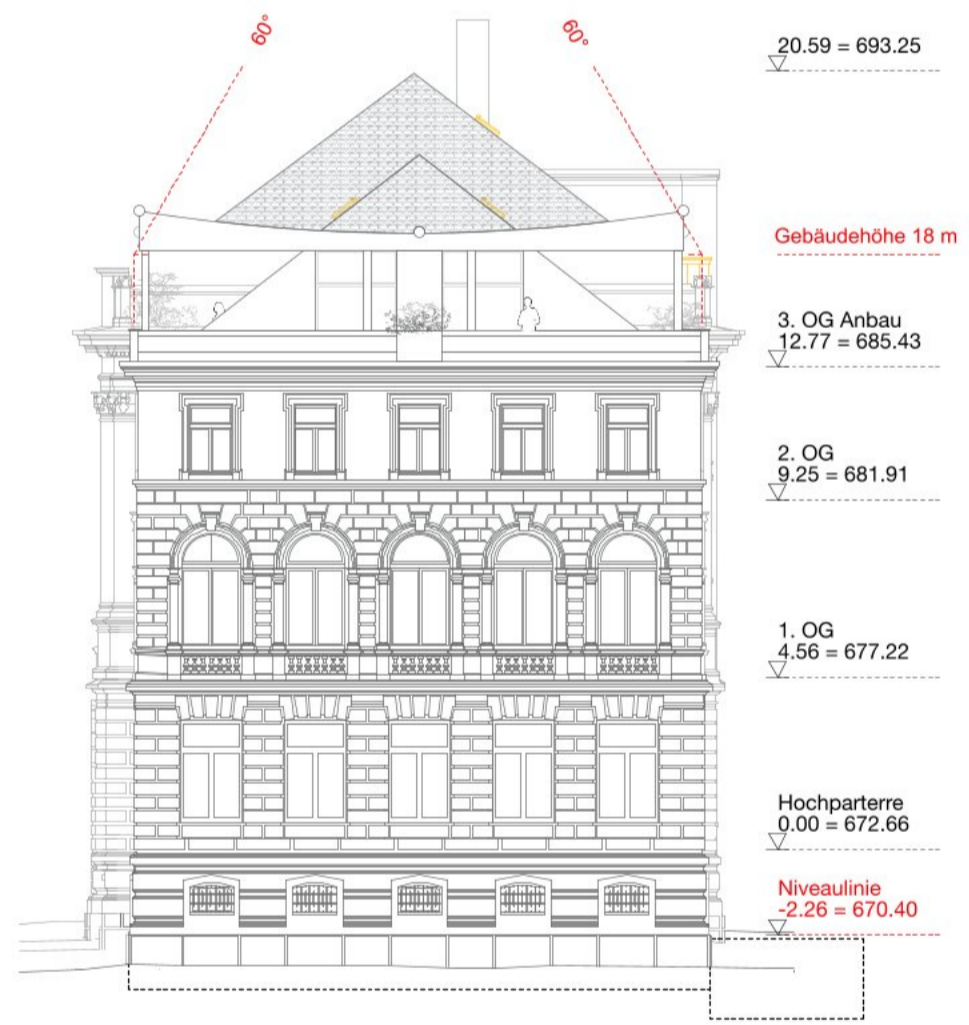 60°
60°
20.59 = 693.25
Gebäudehöhe 18 m
3. OG Anbau
12.77 = 685.43
2. OG
9.25 = 681.91
1. OG
4.56 = 677.22
Hochparterre
0.00 = 672.66
Niveaulinie
-2.26 = 670.40